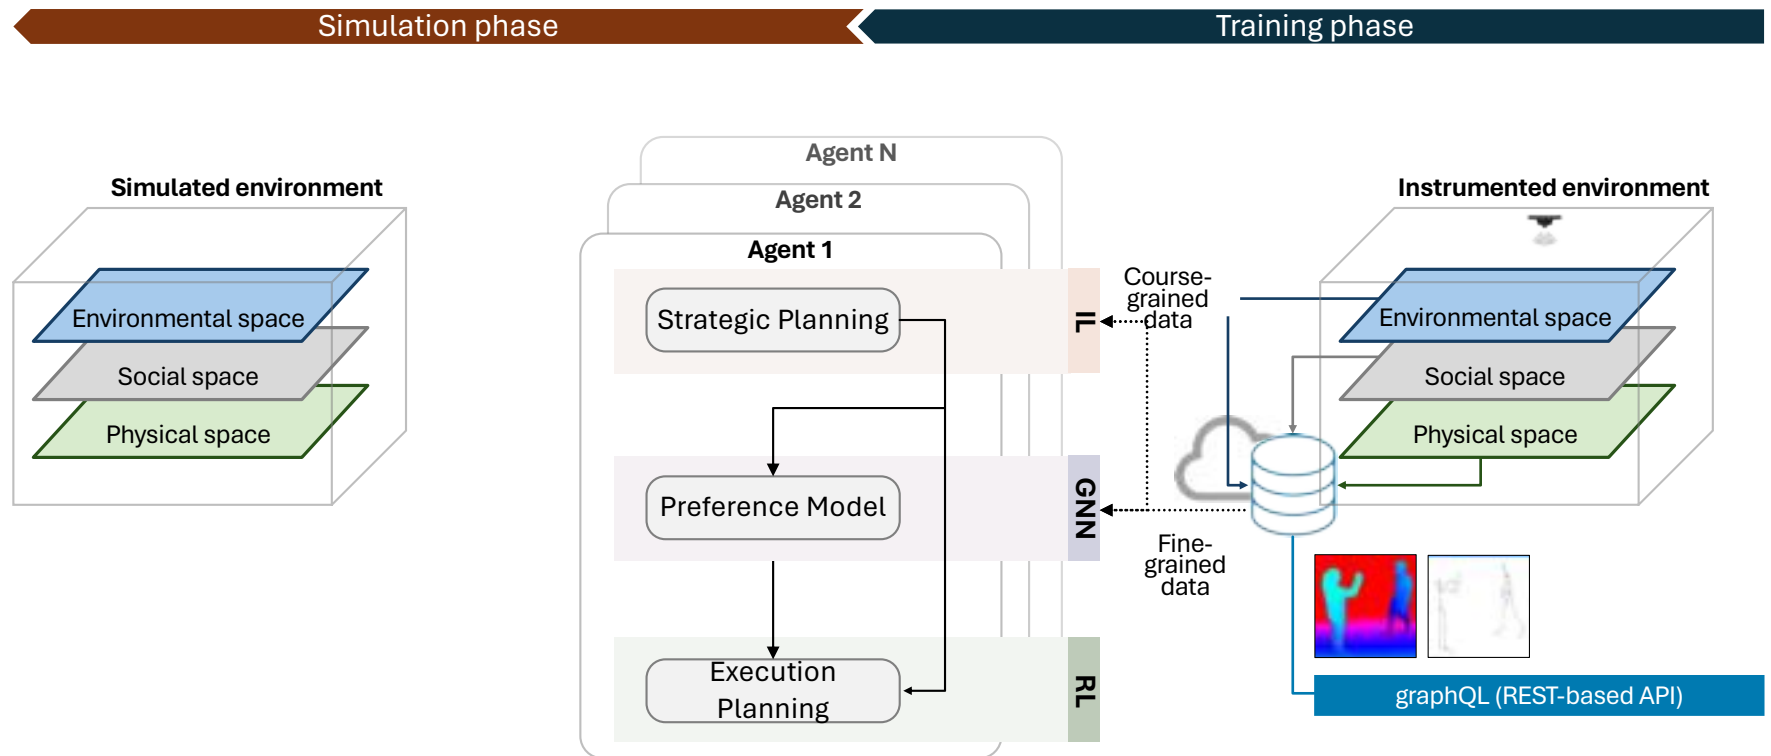 Simulation phase
Training phase
Agent N
Simulated environment
Instrumented environment
Agent 2
Agent 1
Environmental space
Social space
Physical space
Strategic Planning
IL
Course-
grained
data
Preference Model
GNN
Fine-
grained
data
Execution
Planning
RL
Environmental space
Social space
Physical space
graphQL (REST-based API)